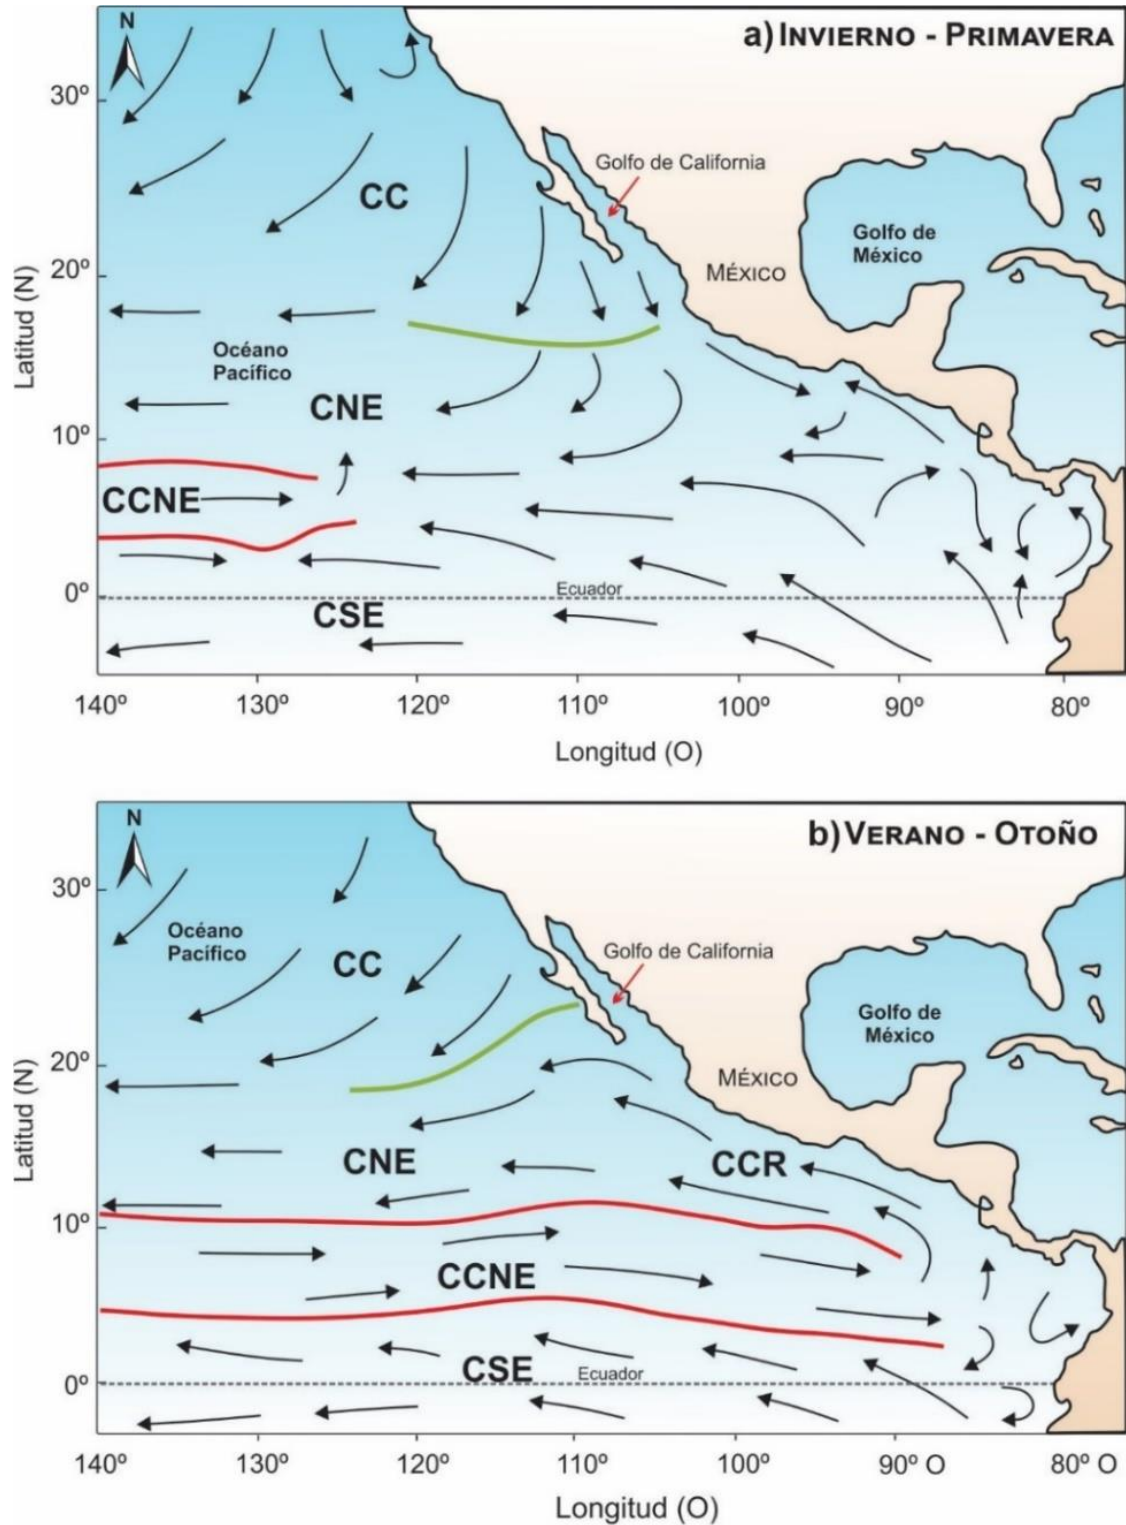 N
a) INVIERNO - PRIMAVERA
30º
Golfo de California
CC
Golfo de
México
20º
MÉXICO
Latitud (N)
Océano
Pacífico
CNE
10º
CCNE
Ecuador
0º
CSE
140º 130º 120º 110º 100º 90º 80º
Longitud (O)
N
b) VERANO - OTOÑO
30º
Océano
Pacífico
CC
Golfo de California
Golfo de
México
20º
MÉXICO
Latitud (N)
CNE
CCR
10º
CCNE
CSE
Ecuador
0º
140º 130º 120º 110º 100º 90º O 80º O
Longitud (O)